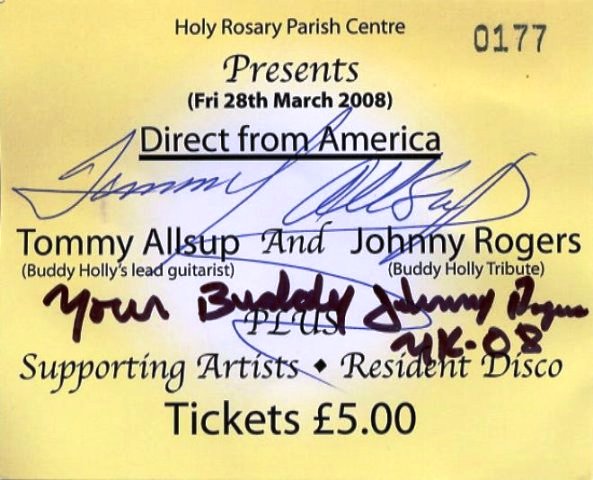 Holy Rosary Parish Centre
0177
Presents
(Fri 28th March 2008)
Direct from America
Tommy Allsup
Tommy Allsup And Johnny Rogers
(Buddy Holly's lead guitarist) (Buddy Holly Tribute)
Your Buddy Johnny Rogers
PLUS
UK-08
Supporting Artists ♦ Resident Disco
Tickets £5.00